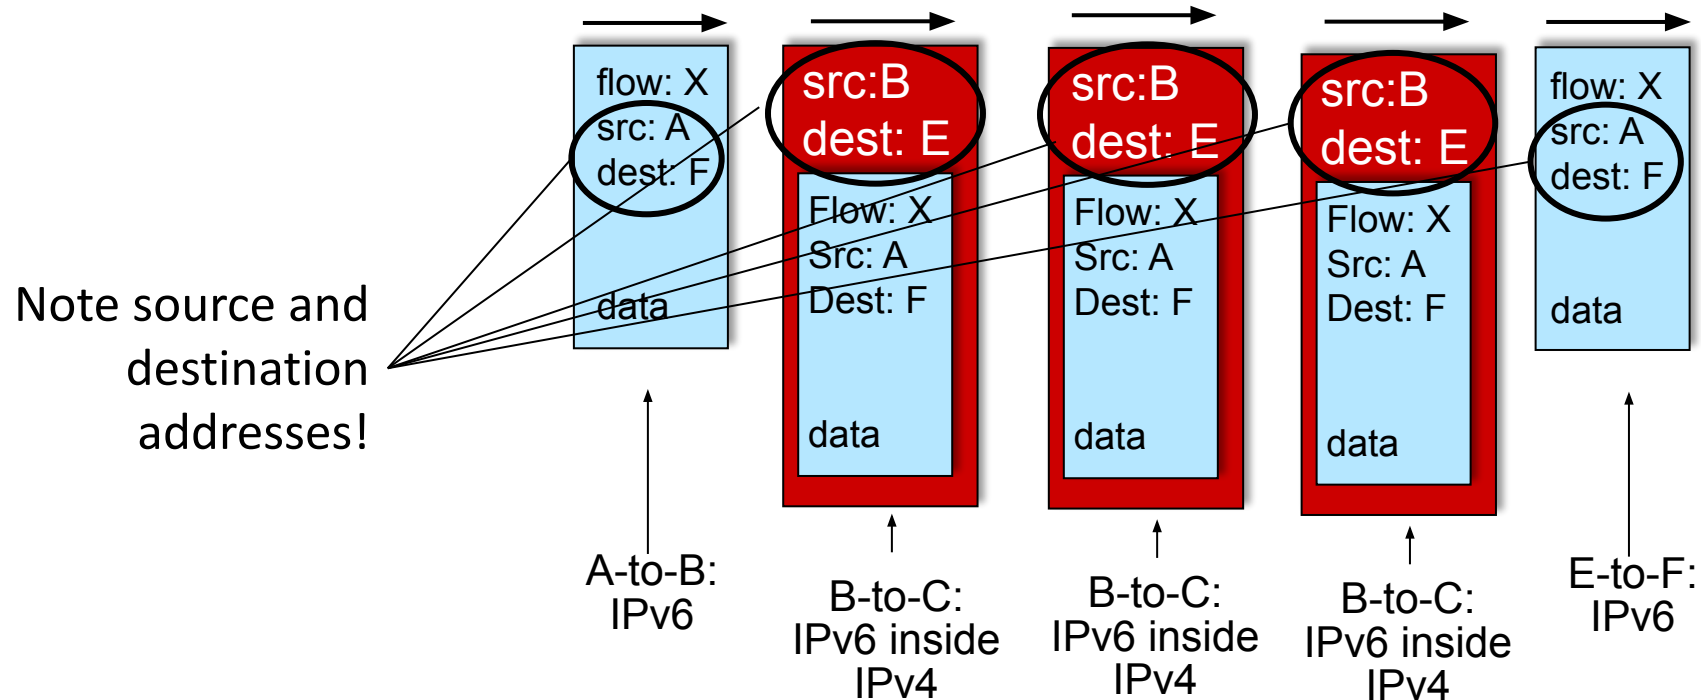 Note source and
destination
addresses!
flow: X
src: A
dest: F
data
src:B
dest: E
Flow: X
Src: A
Dest: F
data
src:B
dest: E
Flow: X
Src: A
Dest: F
data
src:B
dest: E
Flow: X
Src: A
Dest: F
data
flow: X
src: A
dest: F
data
A-to-B:
IPv6
B-to-C:
IPv6 inside
IPv4
B-to-C:
IPv6 inside
IPv4
B-to-C:
IPv6 inside
IPv4
E-to-F:
IPv6